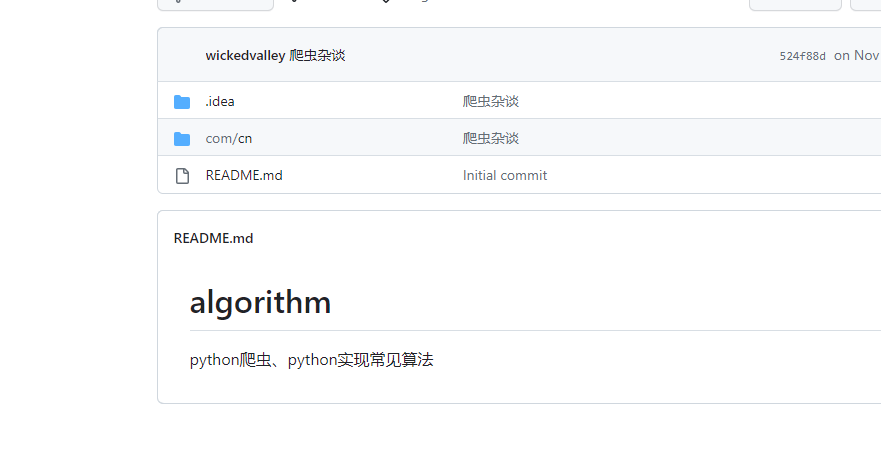 wickedvalley 爬虫杂谈 524f88d on Nov
.idea 爬虫杂谈
com/cn 爬虫杂谈
README.md Initial commit
README.md
algorithm
python爬虫、python实现常见算法